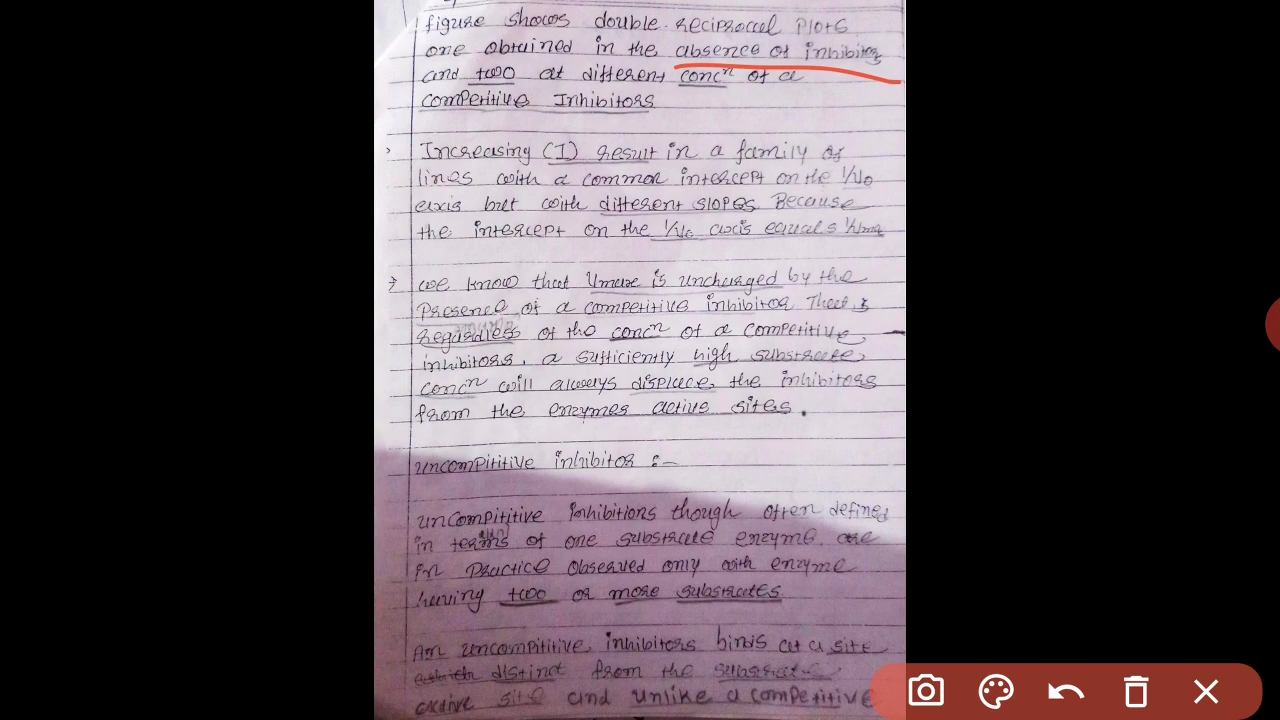 figure shows double reciprocal Plots
one obtained in the absence of inhibitor
and two at different concn of a
competitive Inhibitors
Increasing (I) result in a family of
lines with a common intercept on the 1/V0
axis but with different slopes. Because
the intercept on the 1/V0 axis equals 1/Vmax
we know that Vmax is unchanged by the
Presence of a competitive inhibitor. That is
regardless of the concn of a competitive
inhibitors. a sufficiently high substrate
concn will always displace the inhibitors
from the enzymes active sites.
uncompititive inhibitor :-
uncompititive inhibitions though often defined
in terms of one substrate enzyme are
in Practice observed only with enzyme
having two or more substrates.
An uncompititive inhibitors binds at a site
distinct from the substrate
active site and unlike a competitive